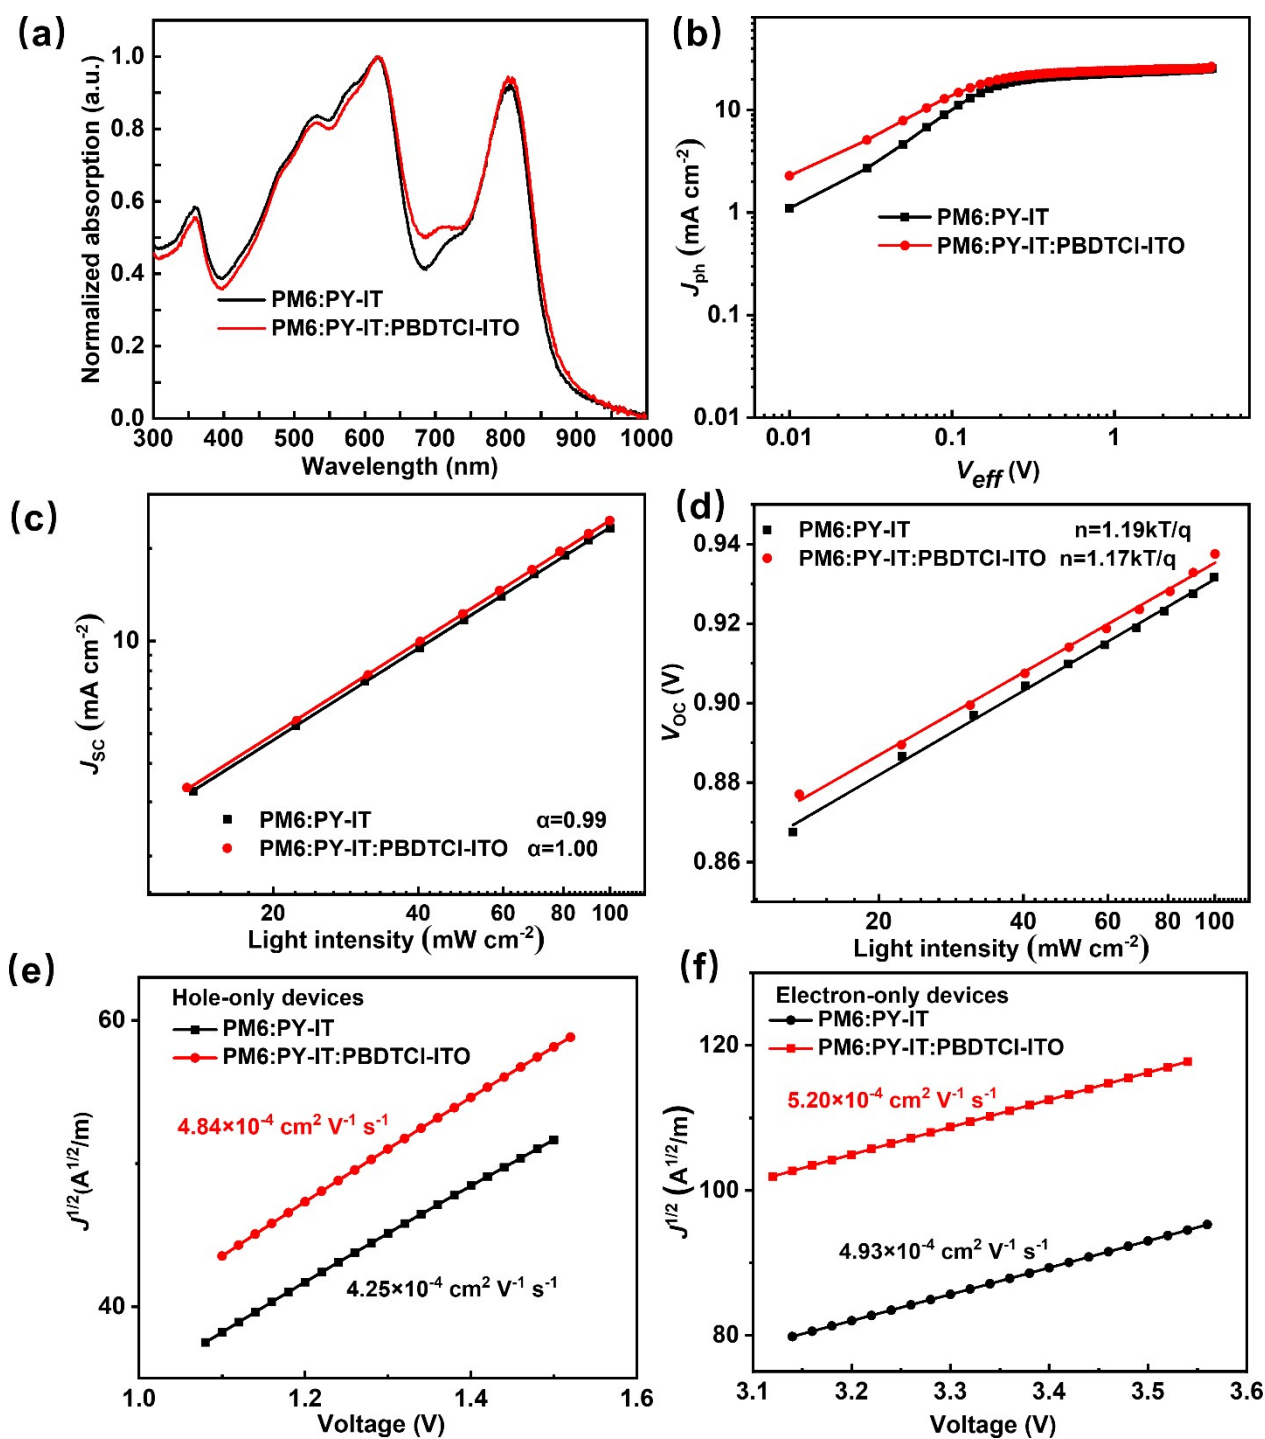 (a)
Normalized absorption (a.u.)
1.0
0.8
0.6
0.4
0.2
0.0
PM6:PY-IT
PM6:PY-IT:PBDTCl-ITO
300 400 500 600 700 800 900 1000
Wavelength (nm)
(b)
Jph (mA cm-2)
10
1
0.1
0.01
PM6:PY-IT
PM6:PY-IT:PBDTCl-ITO
0.01 0.1 1
Veff (V)
(c)
JSC (mA cm-2)
10
PM6:PY-IT α=0.99
PM6:PY-IT:PBDTCl-ITO α=1.00
20 40 60 80 100
Light intensity (mW cm-2)
(d)
VOC (V)
0.94
0.92
0.90
0.88
0.86
PM6:PY-IT n=1.19kT/q
PM6:PY-IT:PBDTCl-ITO n=1.17kT/q
20 40 60 80 100
Light intensity (mW cm-2)
(e)
J1/2(A1/2/m)
60
40
Hole-only devices
PM6:PY-IT
PM6:PY-IT:PBDTCl-ITO
4.84×10-4 cm2 V-1 s-1
4.25×10-4 cm2 V-1 s-1
1.0 1.2 1.4 1.6
Voltage (V)
(f)
J1/2 (A1/2/m)
120
100
80
Electron-only devices
PM6:PY-IT
PM6:PY-IT:PBDTCl-ITO
5.20×10-4 cm2 V-1 s-1
4.93×10-4 cm2 V-1 s-1
3.1 3.2 3.3 3.4 3.5 3.6
Voltage (V)